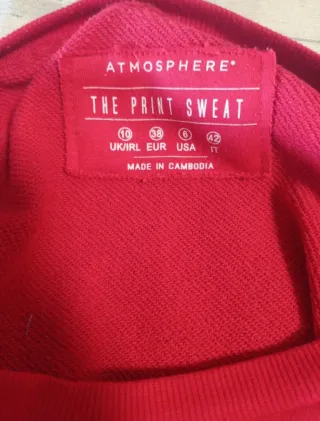 ATMOSPHERE®
THE PRINT SWEAT
10 38 6 42
UK/IRL EUR USA IT
MADE IN CAMBODIA